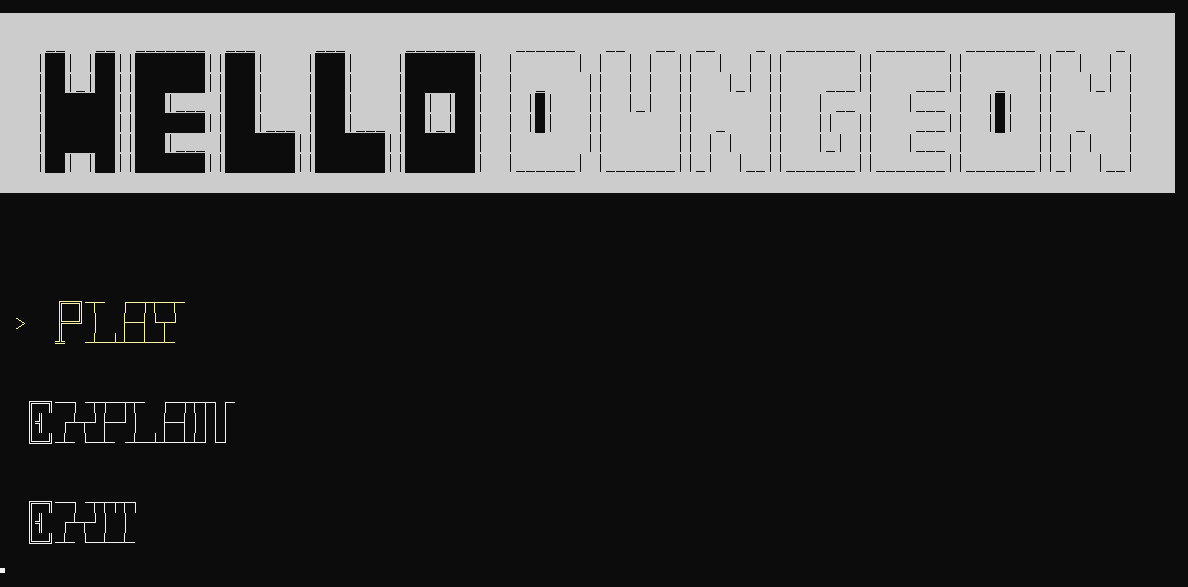 HELLO DUNGEON
> PLAY
EXPLAIN
EXIT